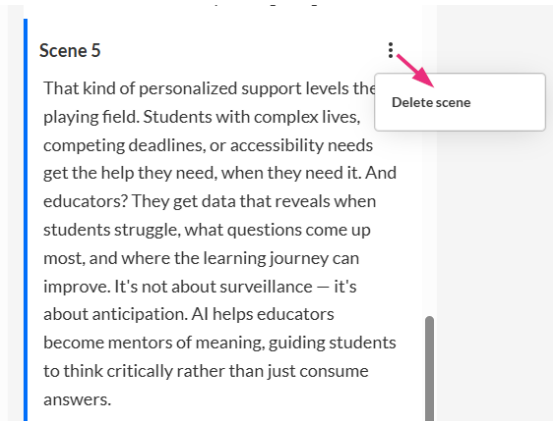 Scene 5
Delete scene
That kind of personalized support levels the
playing field. Students with complex lives,
competing deadlines, or accessibility needs
get the help they need, when they need it. And
educators? They get data that reveals when
students struggle, what questions come up
most, and where the learning journey can
improve. It's not about surveillance — it's
about anticipation. AI helps educators
become mentors of meaning, guiding students
to think critically rather than just consume
answers.